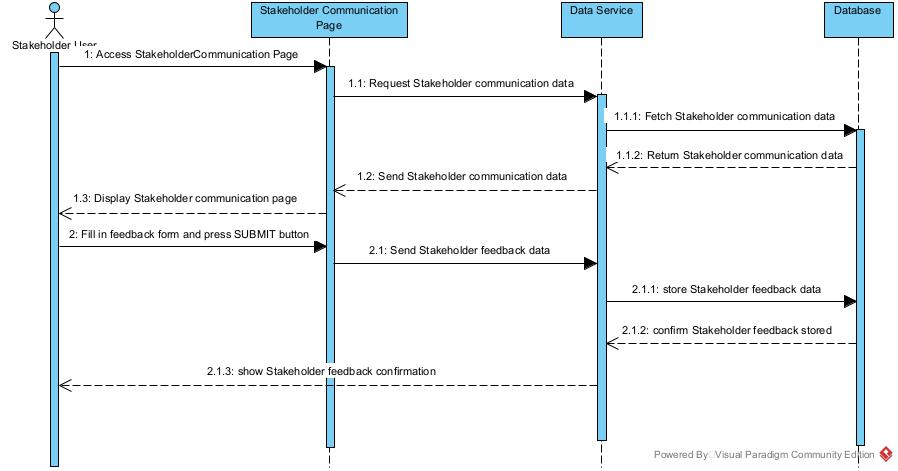 Stakeholder Communication
Page
Data Service
Database
Stakeholder User
1: Access StakeholderCommunication Page
1.1: Request Stakeholder communication data
1.1.1: Fetch Stakeholder communication data
1.1.2: Return Stakeholder communication data
1.2: Send Stakeholder communication data
1.3: Display Stakeholder communication page
2: Fill in feedback form and press SUBMIT button
2.1: Send Stakeholder feedback data
2.1.1: store Stakeholder feedback data
2.1.2: confirm Stakeholder feedback stored
2.1.3: show Stakeholder feedback confirmation
Powered By Visual Paradigm Community Edition